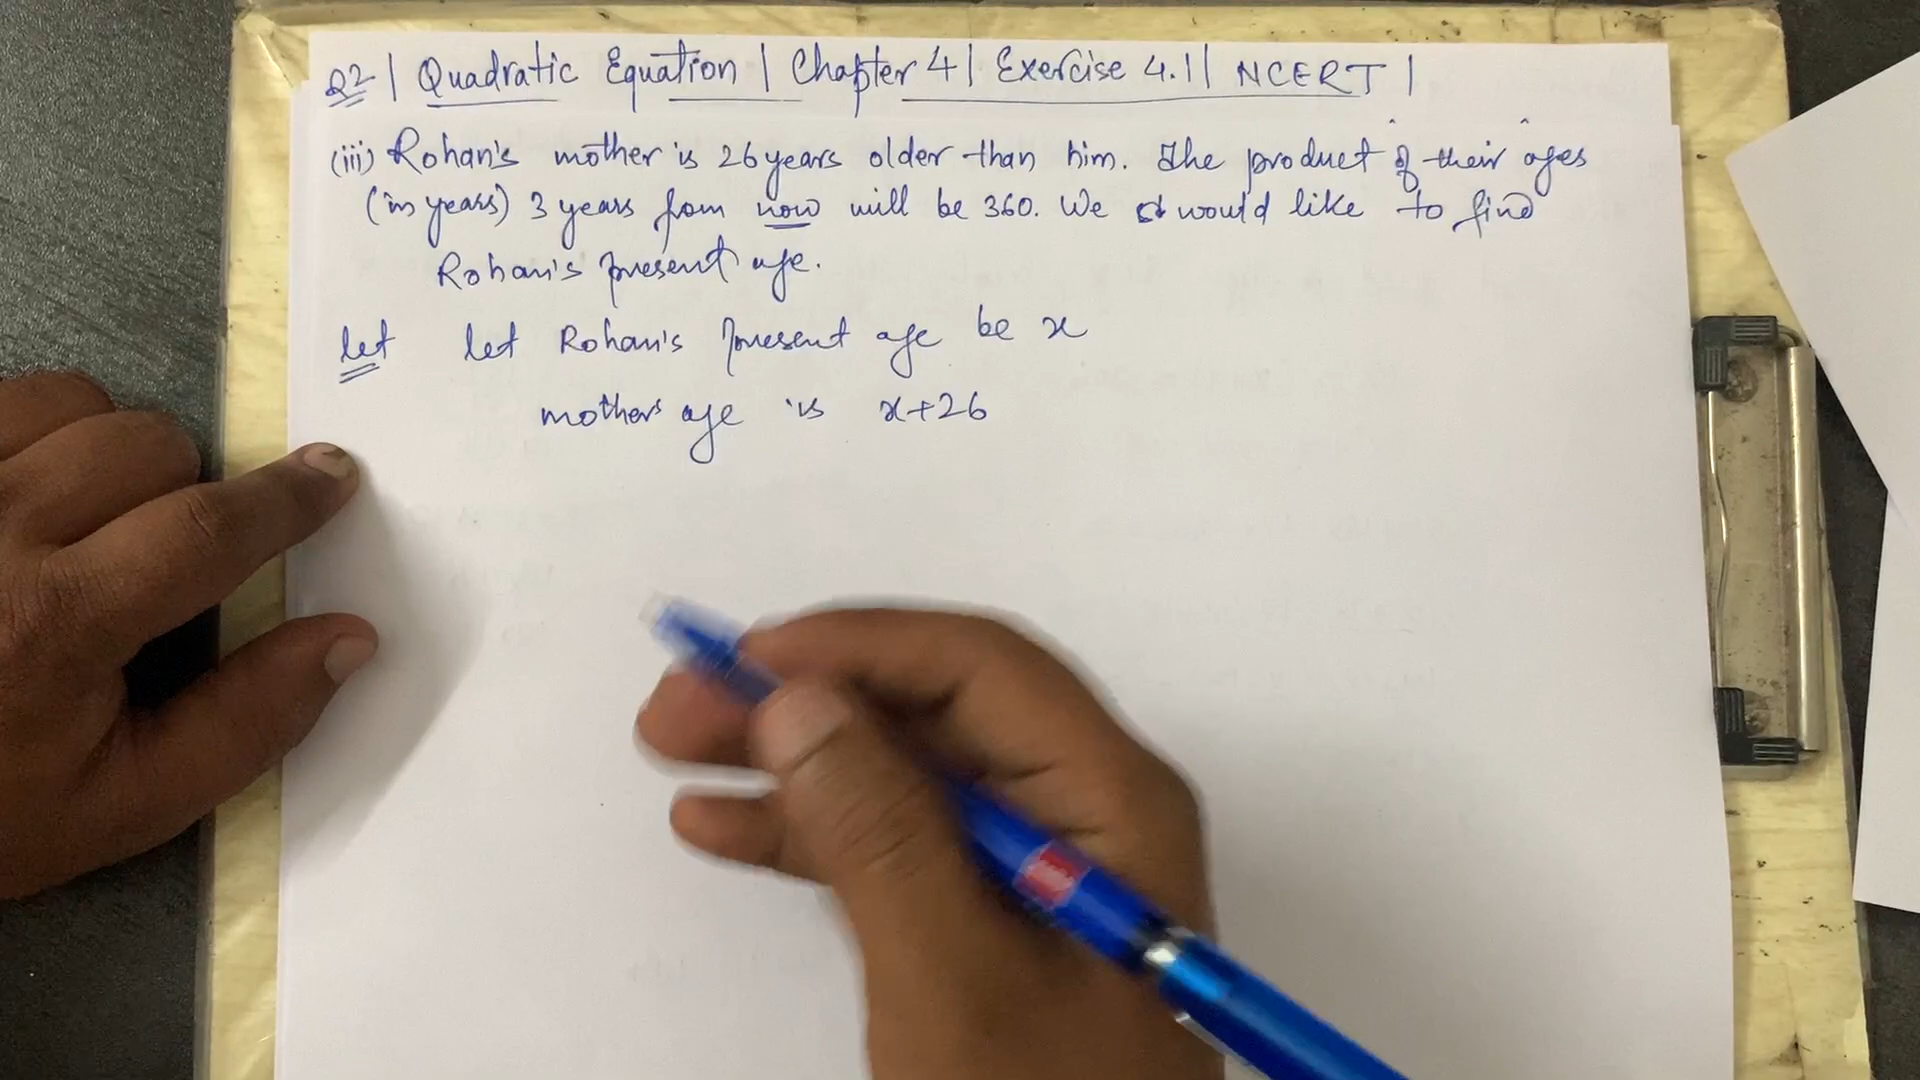 Q2 | Quadratic Equation | Chapter 4 | Exercise 4.1 | NCERT |
(iii) Rohan's mother is 26 years older than him. The product of their ages
(in years) 3 years from now will be 360. We would like to find
Rohan's present age.
let let Rohan's present age be x
mothers age is x+26